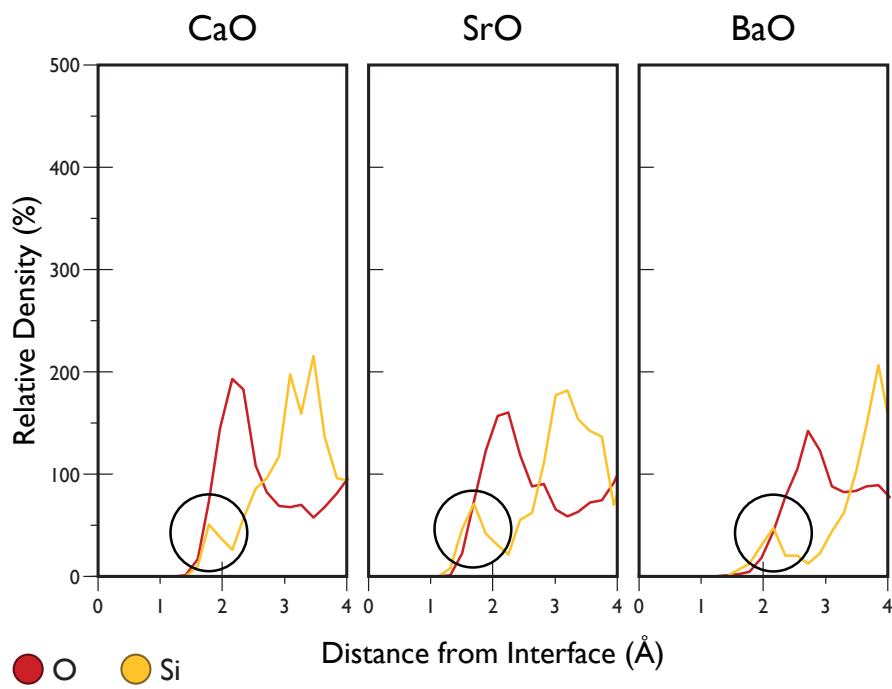 CaO SrO BaO
500
400
300
200
100
0
Relative Density (%)
0 1 2 3 4 0 1 2 3 4 0 1 2 3 4
Distance from Interface (Å)
O Si